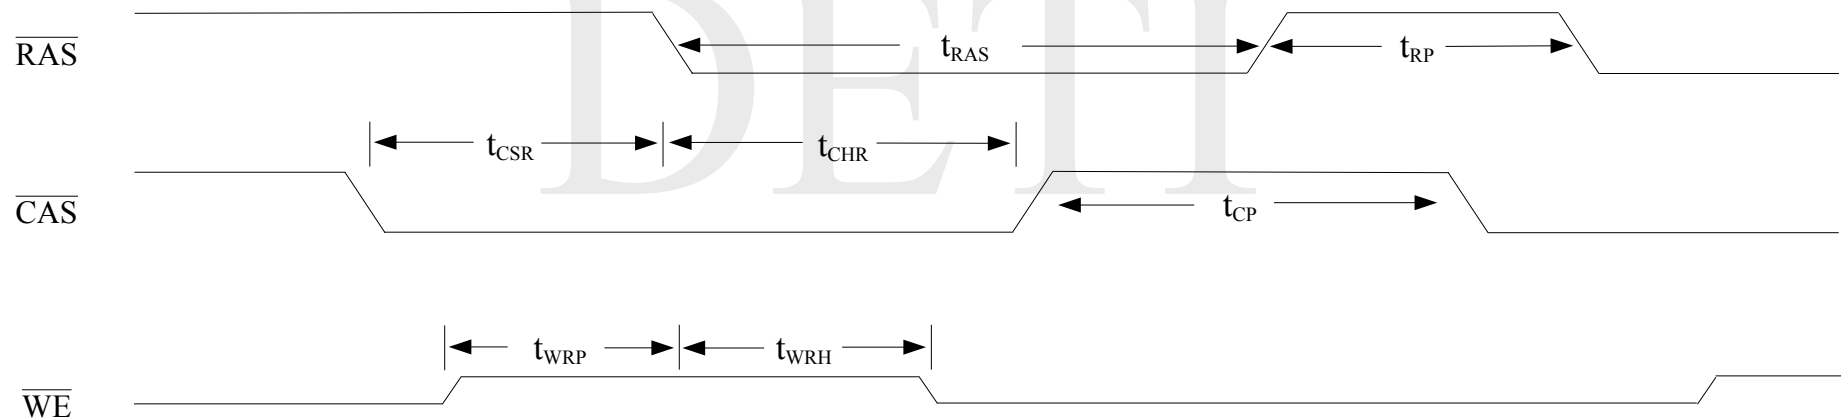 DETI
RAS
tRAS
tRP
tCSR
tCHR
CAS
tCP
tWRP
tWRH
WE